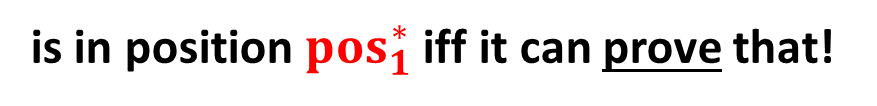 is in position pos₁* iff it can prove that!